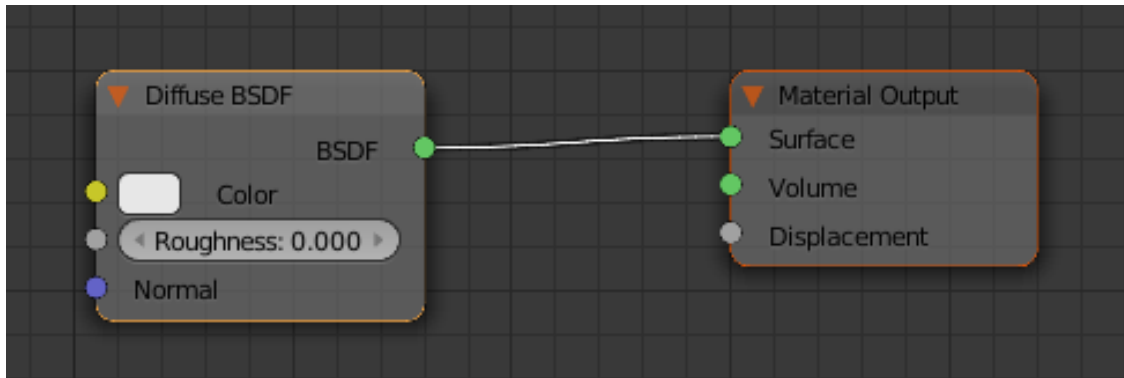 Diffuse BSDF
BSDF
Color
Roughness: 0.000
Normal
Material Output
Surface
Volume
Displacement